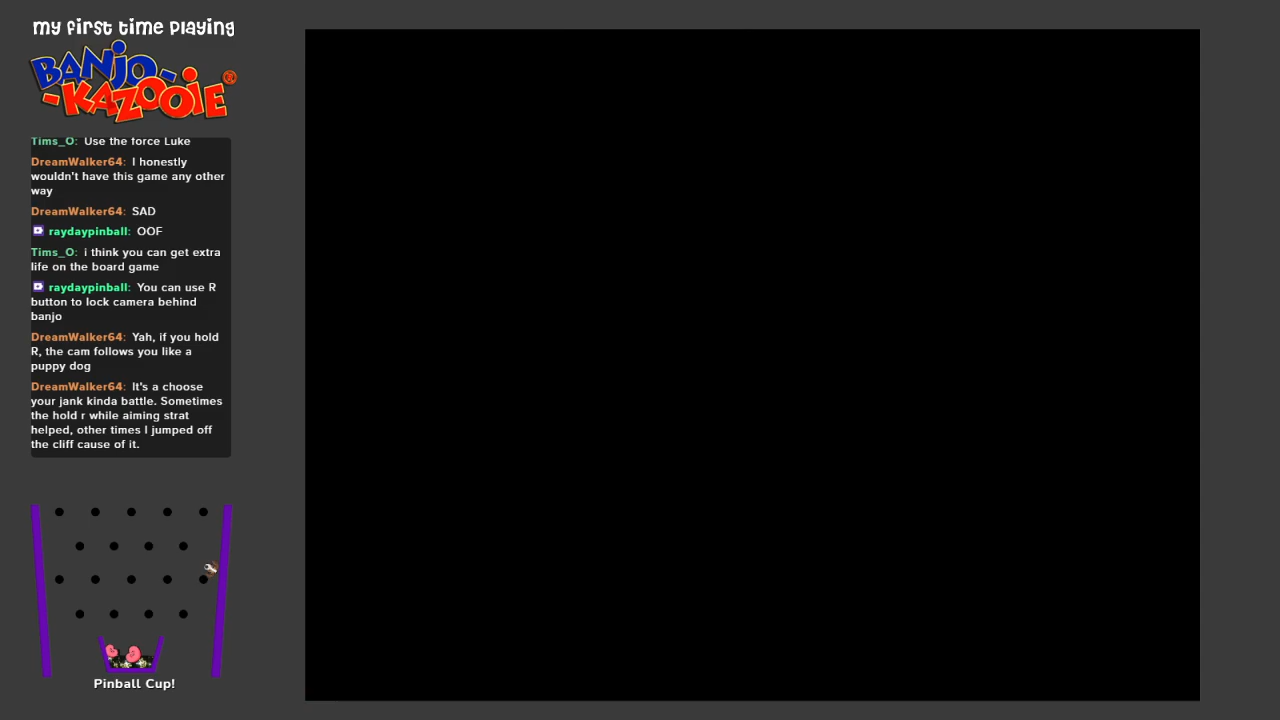 my first time playing
BANJO-
-KAZOOIE
Tims_O: Use the force Luke
DreamWalker64: I honestly
wouldn't have this game any other
way
DreamWalker64: SAD
raydaypinball: OOF
Tims_O: i think you can get extra
life on the board game
raydaypinball: You can use R
button to lock camera behind
banjo
DreamWalker64: Yah, if you hold
R, the cam follows you like a
puppy dog
DreamWalker64: It's a choose
your jank kinda battle. Sometimes
the hold r while aiming strat
helped, other times I jumped off
the cliff cause of it.
Pinball Cup!